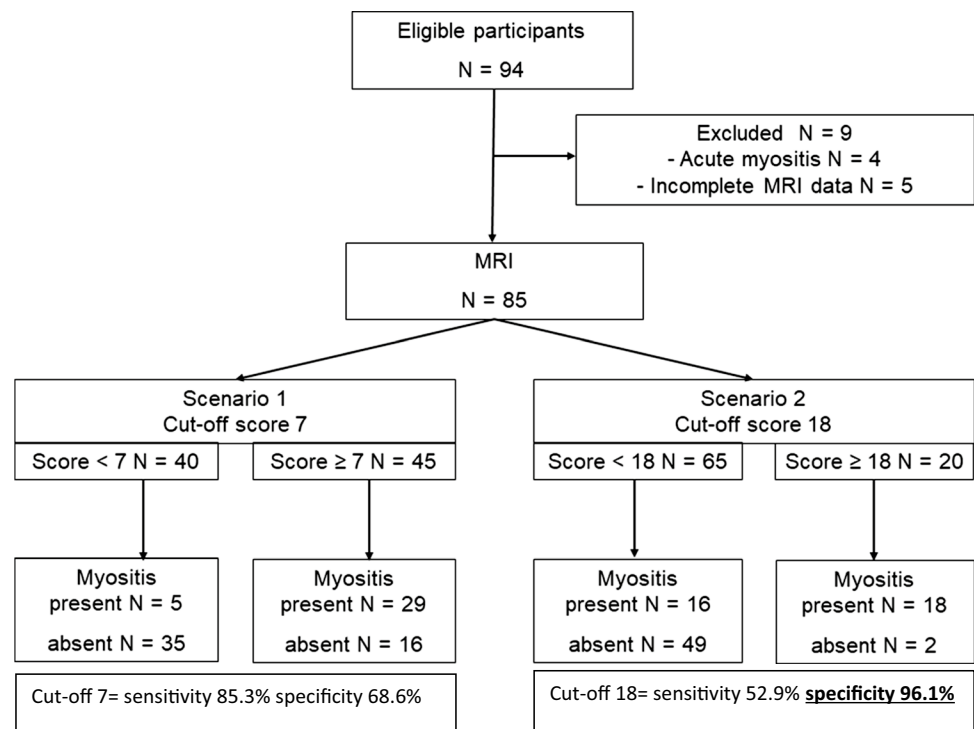 Eligible participants
N = 94
Excluded N = 9
- Acute myositis N = 4
- Incomplete MRI data N = 5
MRI
N = 85
Scenario 1
Cut-off score 7
Score < 7 N = 40
Score ≥ 7 N = 45
Myositis
present N = 5
absent N = 35
Myositis
present N = 29
absent N = 16
Cut-off 7= sensitivity 85.3% specificity 68.6%
Scenario 2
Cut-off score 18
Score < 18 N = 65
Score ≥ 18 N = 20
Myositis
present N = 16
absent N = 49
Myositis
present N = 18
absent N = 2
Cut-off 18= sensitivity 52.9% specificity 96.1%